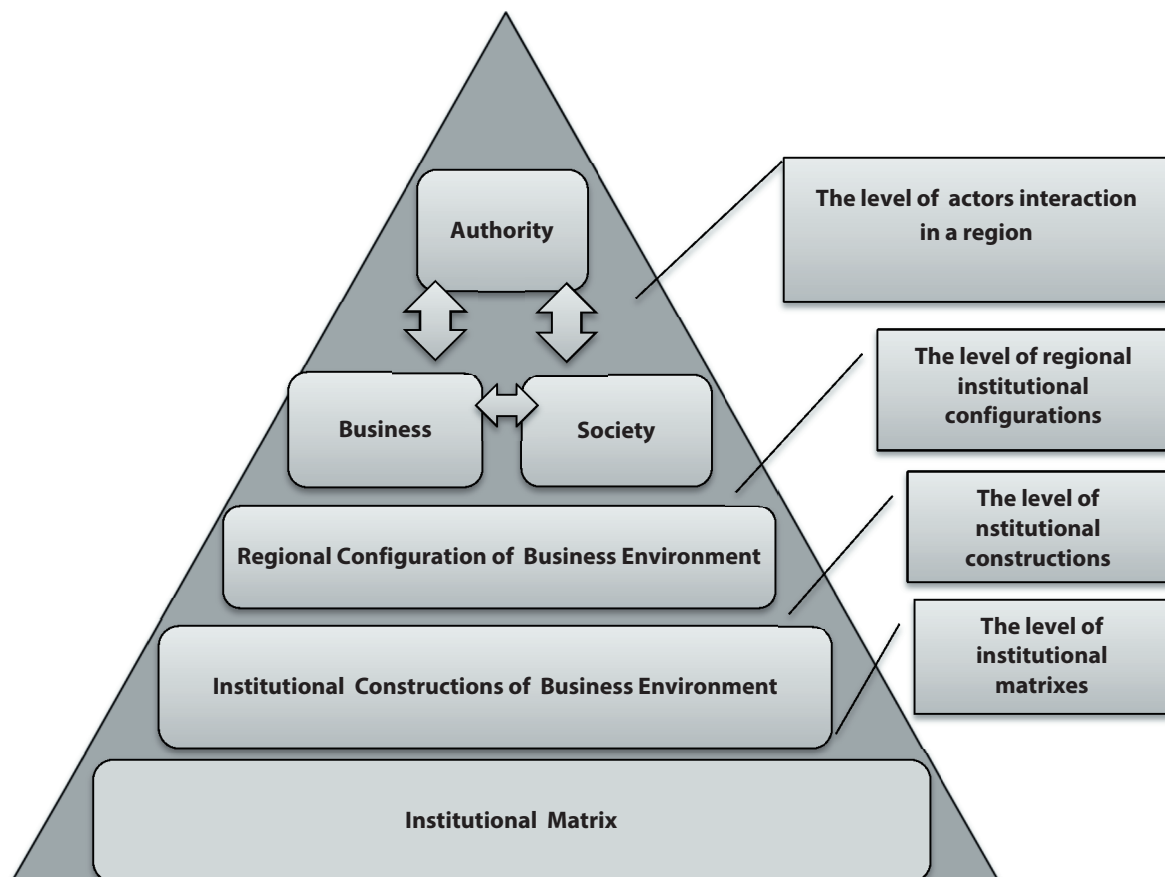 Authority
Business
Society
Regional Configuration of Business Environment
Institutional Constructions of Business Environment
Institutional Matrix
The level of actors interaction
in a region
The level of regional
institutional
configurations
The level of
nstitutional
constructions
The level of
institutional
matrixes